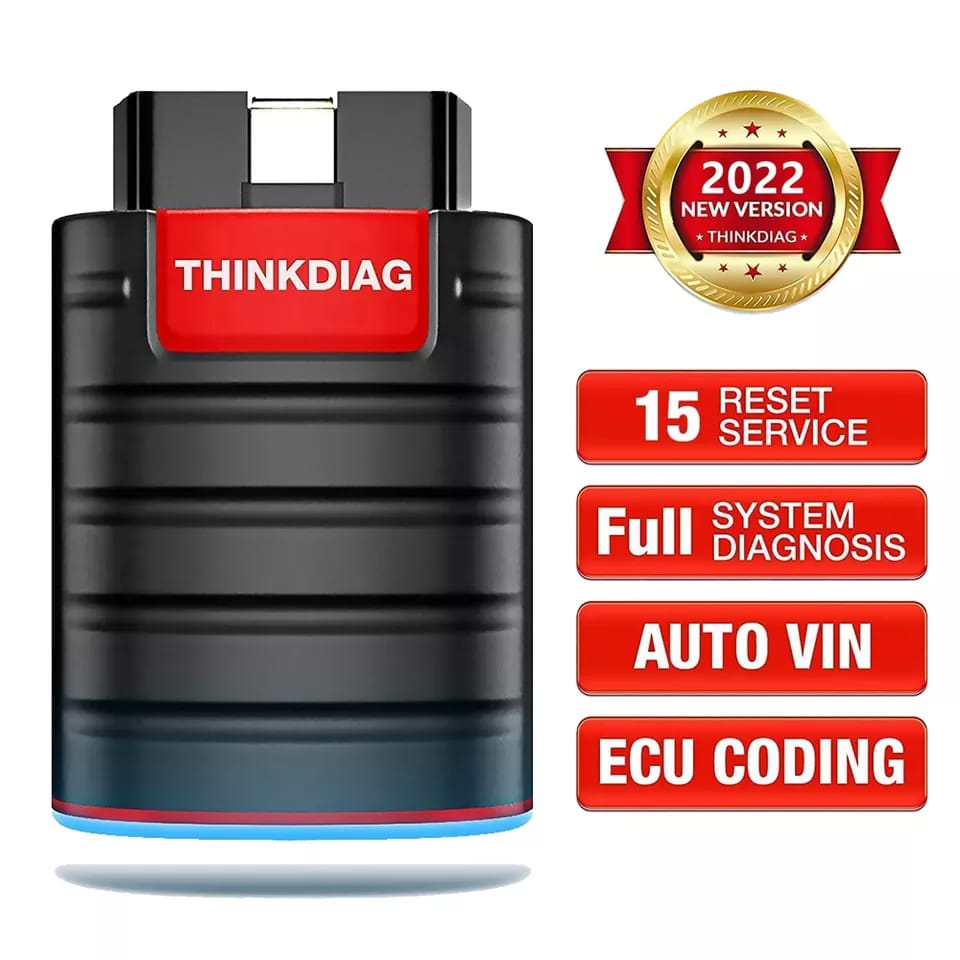 THINKDIAG
2022
NEW VERSION
THINKDIAG
15 RESET
SERVICE
Full SYSTEM
DIAGNOSIS
AUTO VIN
ECU CODING